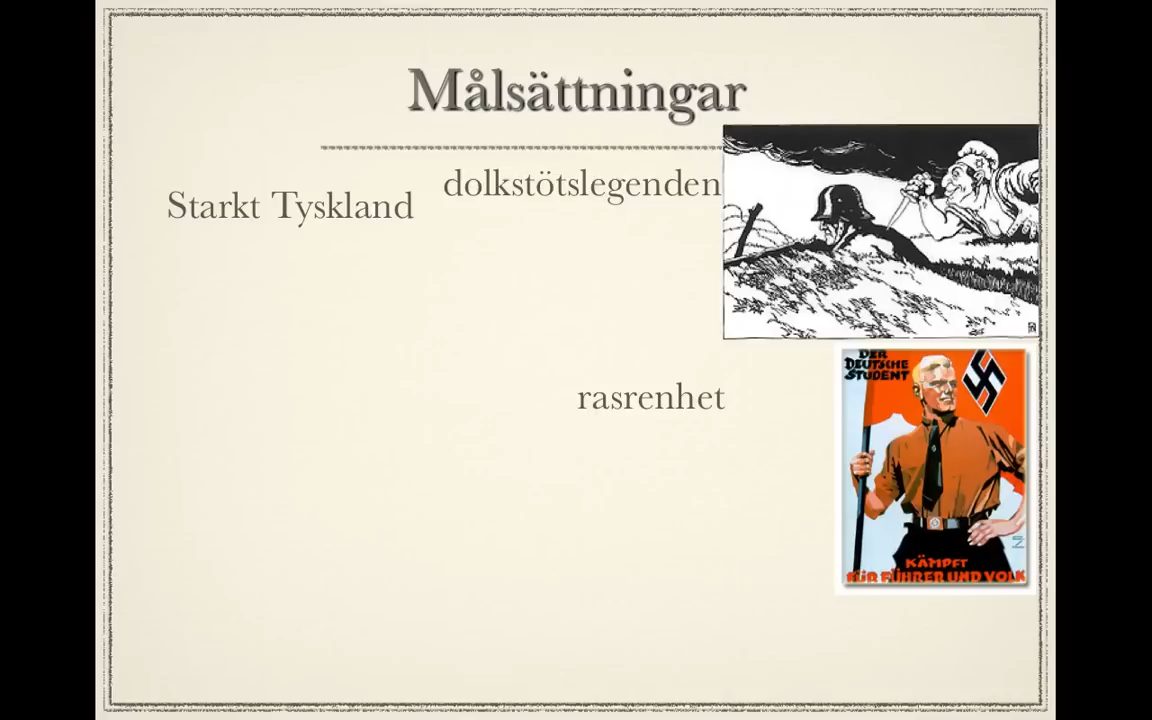 Målsättningar
dolkstötslegenden
Starkt Tyskland
DER
DEUTSCHE
STUDENT
rasrenhet
KÄMPFT
FÜR FÜHRER UND VOLK